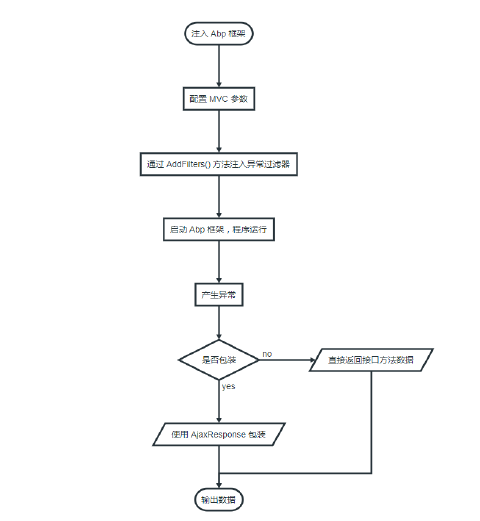 注入 Abp 框架
配置 MVC 参数
通过 AddFilters() 方法注入异常过滤器
启动 Abp 框架，程序运行
产生异常
是否包装
no
直接返回接口方法数据
yes
使用 AjaxResponse 包装
输出数据